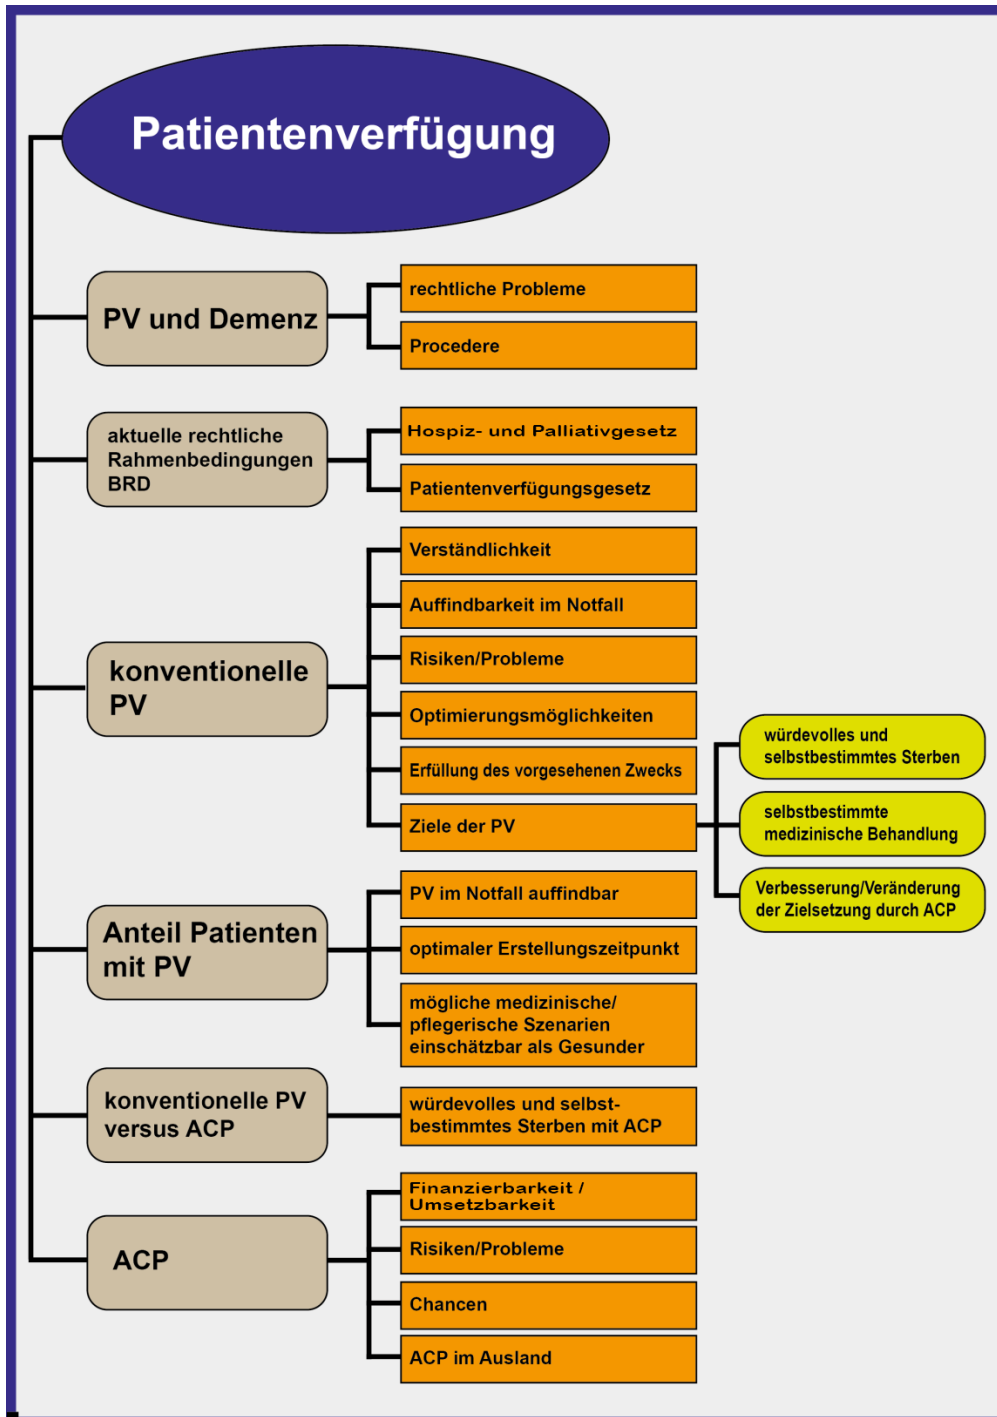 Patientenverfügung
PV und Demenz
rechtliche Probleme
Procedere
aktuelle rechtliche
Rahmenbedingungen
BRD
Hospiz- und Palliativgesetz
Patientenverfügungsgesetz
konventionelle
PV
Verständlichkeit
Auffindbarkeit im Notfall
Risiken/Probleme
Optimierungsmöglichkeiten
Erfüllung des vorgesehenen Zwecks
Ziele der PV
würdevolles und
selbstbestimmtes Sterben
selbstbestimmte
medizinische Behandlung
Verbesserung/Veränderung
der Zielsetzung durch ACP
Anteil Patienten
mit PV
PV im Notfall auffindbar
optimaler Erstellungszeitpunkt
mögliche medizinische/
pflegerische Szenarien
einschätzbar als Gesunder
konventionelle PV
versus ACP
würdevolles und selbst-
bestimmtes Sterben mit ACP
ACP
Finanzierbarkeit /
Umsetzbarkeit
Risiken/Probleme
Chancen
ACP im Ausland